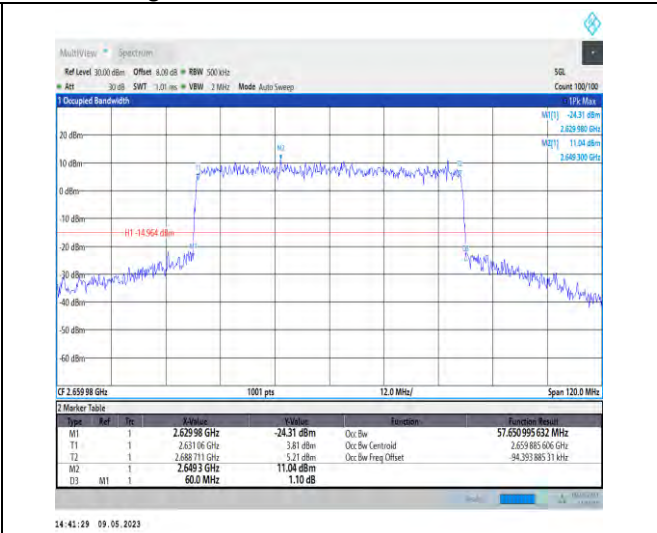 MultiView Spectrum
Ref Level 30.00 dBm Offset 8.09 dB RBW 500 kHz SGL
Att 30 dB SWT 1.01 ms VBW 2 MHz Mode Auto Sweep Count 100/100
1 Occupied Bandwidth 1Pk Max
M1[1] -24.31 dBm
2.629 980 GHz
M2[1] 11.04 dBm
2.649 300 GHz
20 dBm
M2
10 dBm
0 dBm
-10 dBm
H1 -14.964 dBm
-20 dBm
-30 dBm
-40 dBm
-50 dBm
-60 dBm
CF 2.659 98 GHz 1001 pts 12.0 MHz/ Span 120.0 MHz
2 Marker Table
Type Ref Trc X-Value Y-Value Function Function Result
M1 1 2.629 98 GHz -24.31 dBm Occ Bw 57.650 995 632 MHz
T1 1 2.631 06 GHz 3.81 dBm Occ Bw Centroid 2.659 885 606 GHz
T2 1 2.688 711 GHz 5.21 dBm Occ Bw Freq Offset -94.393 885 31 kHz
M2 1 2.649 3 GHz 11.04 dBm
D3 M1 1 60.0 MHz 1.10 dB
14:41:29 09.05.2023